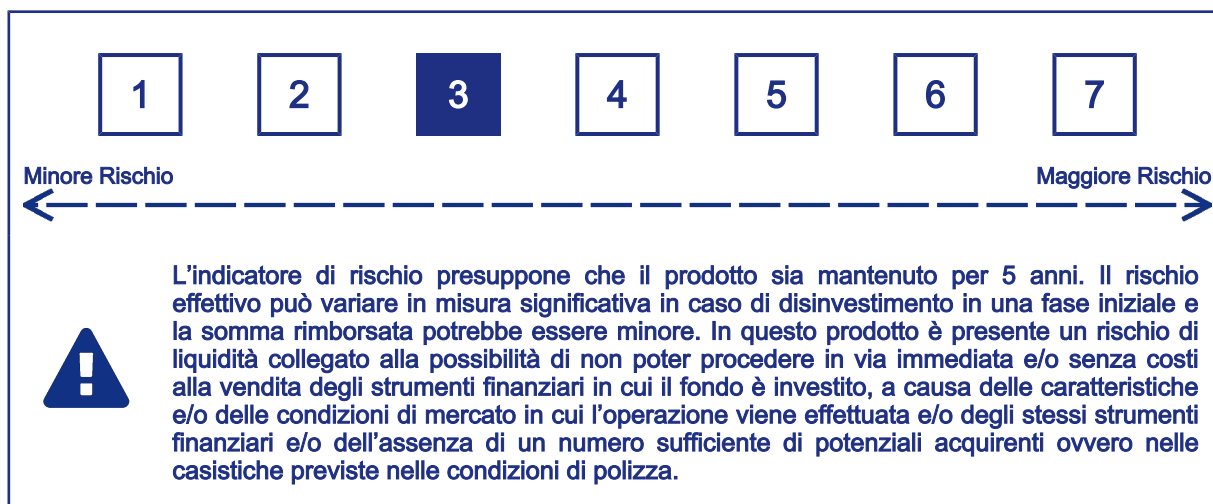 1 2 3 4 5 6 7
Minore Rischio Maggiore Rischio
L'indicatore di rischio presuppone che il prodotto sia mantenuto per 5 anni. Il rischio
effettivo può variare in misura significativa in caso di disinvestimento in una fase iniziale e
la somma rimborsata potrebbe essere minore. In questo prodotto è presente un rischio di
liquidità collegato alla possibilità di non poter procedere in via immediata e/o senza costi
alla vendita degli strumenti finanziari in cui il fondo è investito, a causa delle caratteristiche
e/o delle condizioni di mercato in cui l'operazione viene effettuata e/o degli stessi strumenti
finanziari e/o dell'assenza di un numero sufficiente di potenziali acquirenti ovvero nelle
casistiche previste nelle condizioni di polizza.